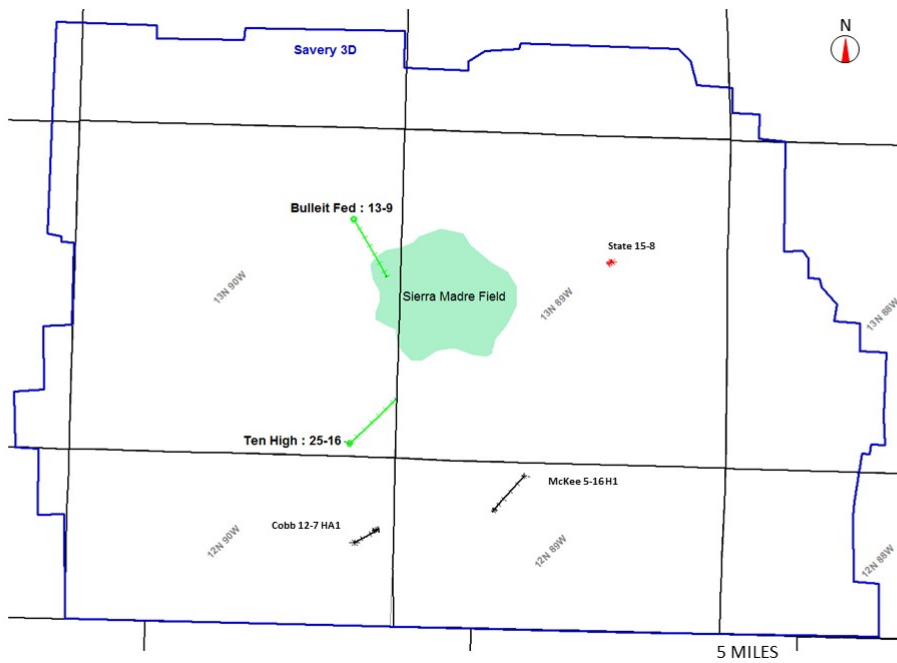 N
Savery 3D
Bulleit Fed : 13-9
State 15-8
13N 90W
Sierra Madre Field
13N 89W
13N 88W
Ten High : 25-16
McKee 5-16 H1
Cobb 12-7 HA1
12N 90W
12N 89W
12N 88W
5 MILES